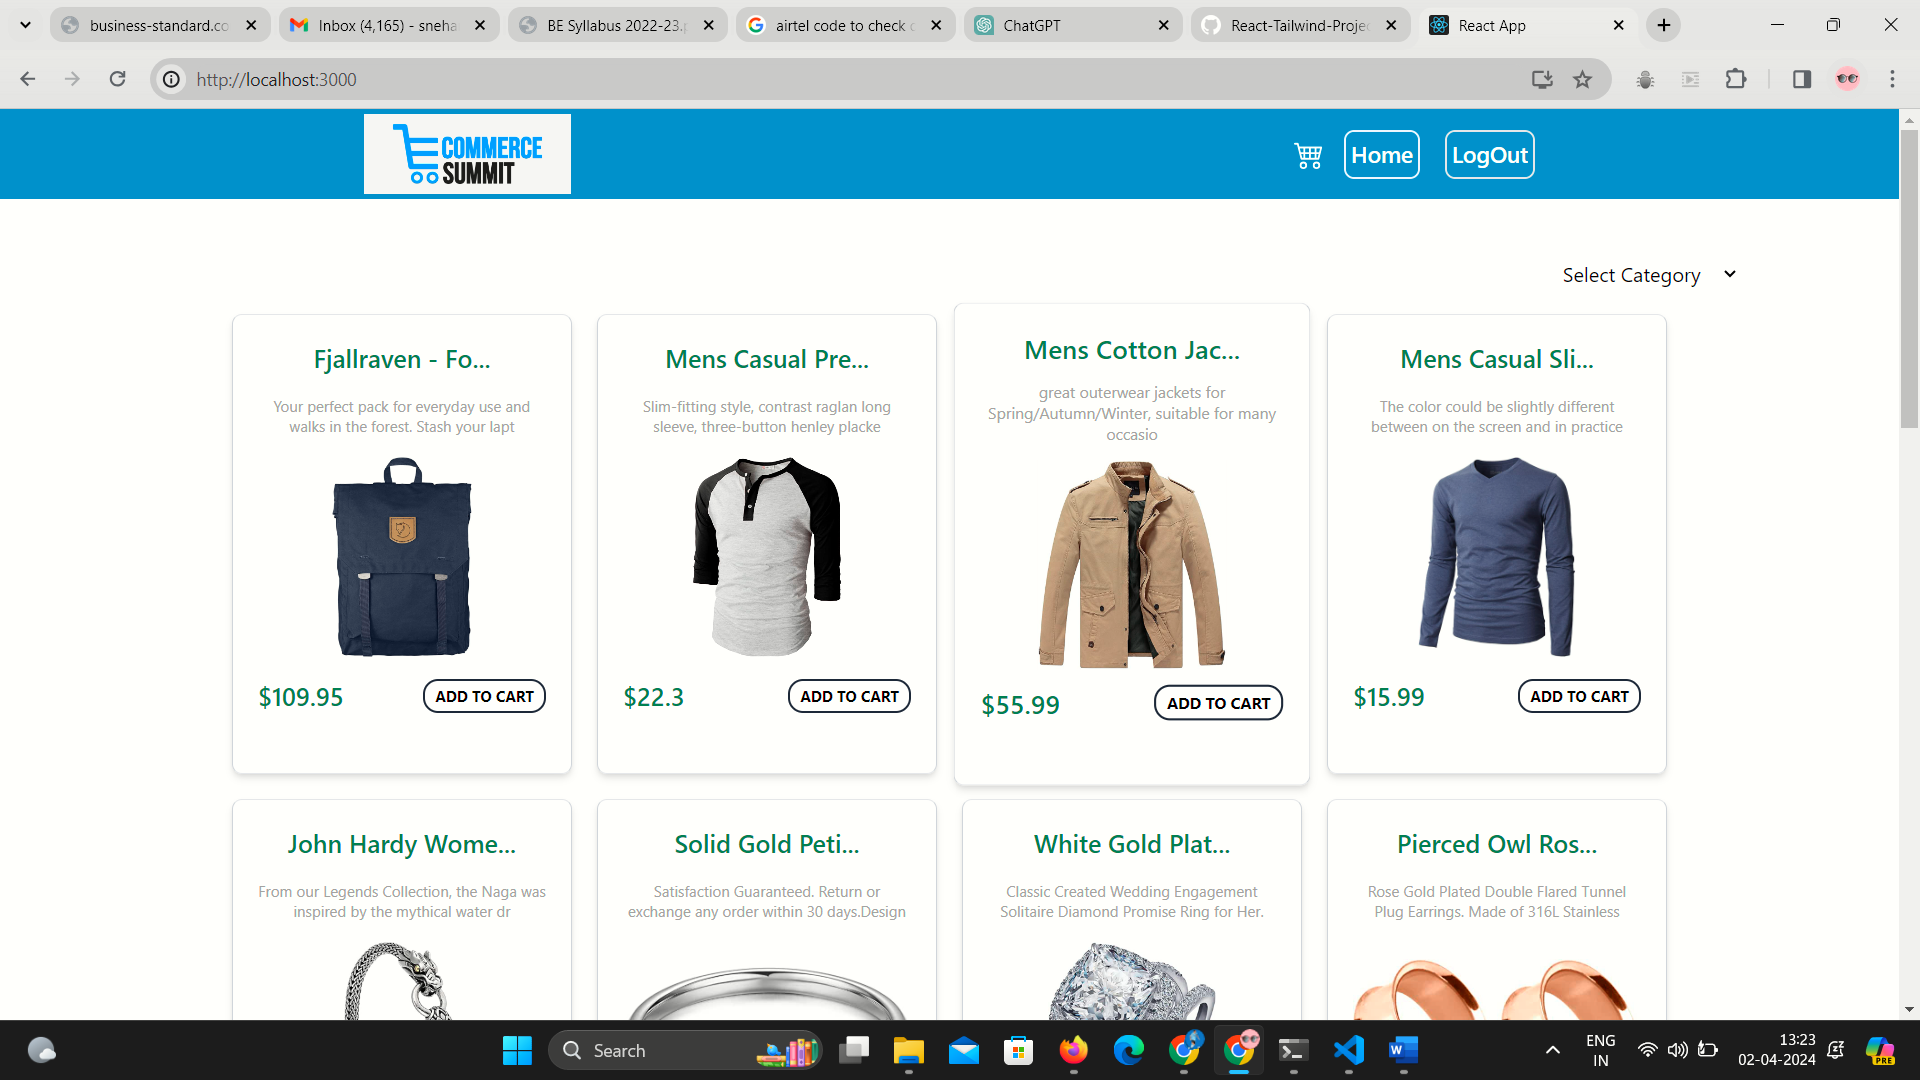 business-standard.co
Inbox (4,165) - sneha
BE Syllabus 2022-23.
airtel code to check
ChatGPT
React-Tailwind-Projec
React App
http://localhost:3000
COMMERCE
SUMMIT
Home
LogOut
Select Category
Fjallraven - Fo...
Your perfect pack for everyday use and
walks in the forest. Stash your lapt
$109.95
ADD TO CART
Mens Casual Pre...
Slim-fitting style, contrast raglan long
sleeve, three-button henley placke
$22.3
ADD TO CART
Mens Cotton Jac...
great outerwear jackets for
Spring/Autumn/Winter, suitable for many
occasio
$55.99
ADD TO CART
Mens Casual Sli...
The color could be slightly different
between on the screen and in practice
$15.99
ADD TO CART
John Hardy Wome...
From our Legends Collection, the Naga was
inspired by the mythical water dr
Solid Gold Peti...
Satisfaction Guaranteed. Return or
exchange any order within 30 days.Design
White Gold Plat...
Classic Created Wedding Engagement
Solitaire Diamond Promise Ring for Her.
Pierced Owl Ros...
Rose Gold Plated Double Flared Tunnel
Plug Earrings. Made of 316L Stainless
Search
ENG
IN
13:23
02-04-2024
PRE